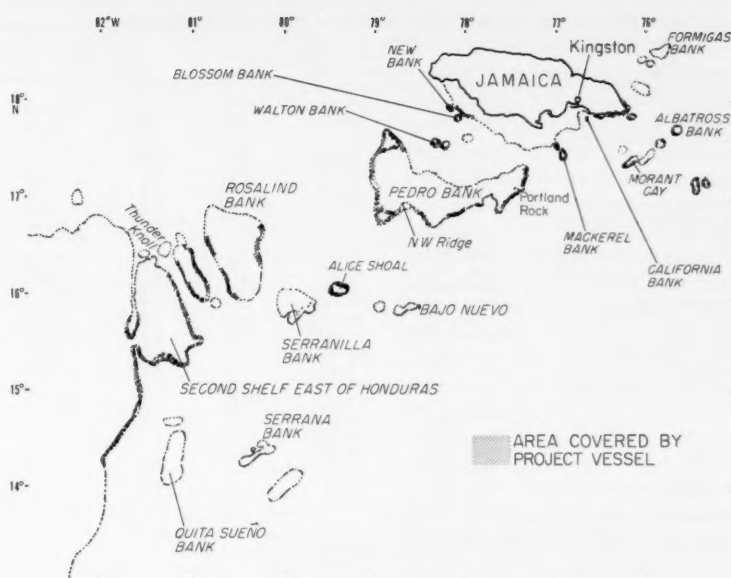 82°W
81°
80°
79°
78°
77°
76°
NEW
BANK
Kingston
FORMIGAS
BANK
BLOSSOM BANK
JAMAICA
18°
N
WALTON BANK
ALBATROSS
BANK
17°
ROSALIND
BANK
PEDRO BANK
Portland
Rock
MORANT
CAY
Thunder
Knoll
NW Ridge
MACKEREL
BANK
CALIFORNIA
BANK
16°
ALICE SHOAL
BAJO NUEVO
SERRANILLA
BANK
15°
SECOND SHELF EAST OF HONDURAS
SERRANA
BANK
AREA COVERED BY
PROJECT VESSEL
14°
QUITA SUEÑO
BANK